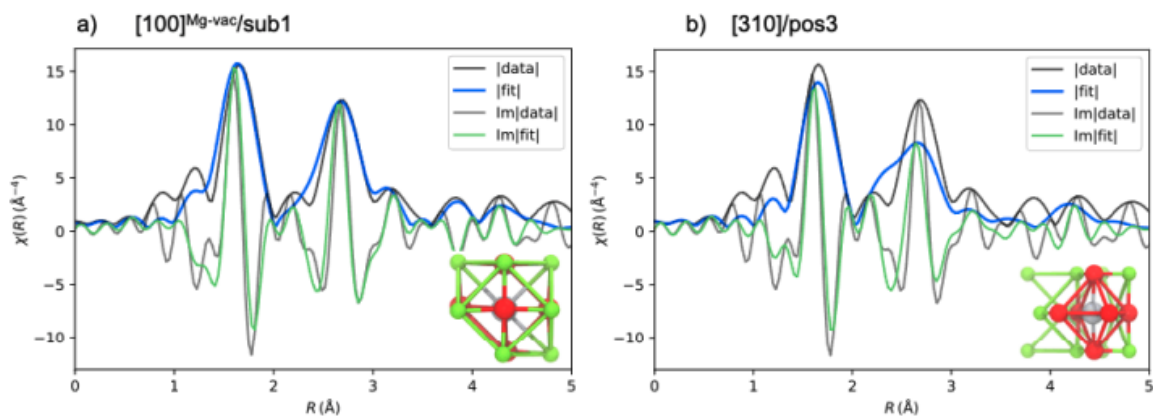 a) [100]ᴹᵍ⁻ᵛᵃᶜ/sub1
|data|
|fit|
Im|data|
Im|fit|
15
10
5
0
−5
−10
χ(R) (Å⁻⁴)
0 1 2 3 4 5
R (Å)
b) [310]/pos3
|data|
|fit|
Im|data|
Im|fit|
15
10
5
0
−5
−10
χ(R) (Å⁻⁴)
0 1 2 3 4 5
R (Å)